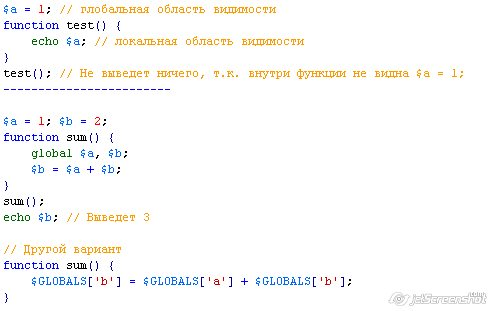 $a = 1; // глобальная область видимости
function test() {
    echo $a; // локальная область видимости
}
test(); // Не выведет ничего, т.к. внутри функции не видна $a = 1;
------------------------
$a = 1; $b = 2;
function sum() {
    global $a, $b;
    $b = $a + $b;
}
sum();
echo $b; // Выведет 3
// Другой вариант
function sum() {
    $GLOBALS['b'] = $GLOBALS['a'] + $GLOBALS['b'];
}
jetScreenshot